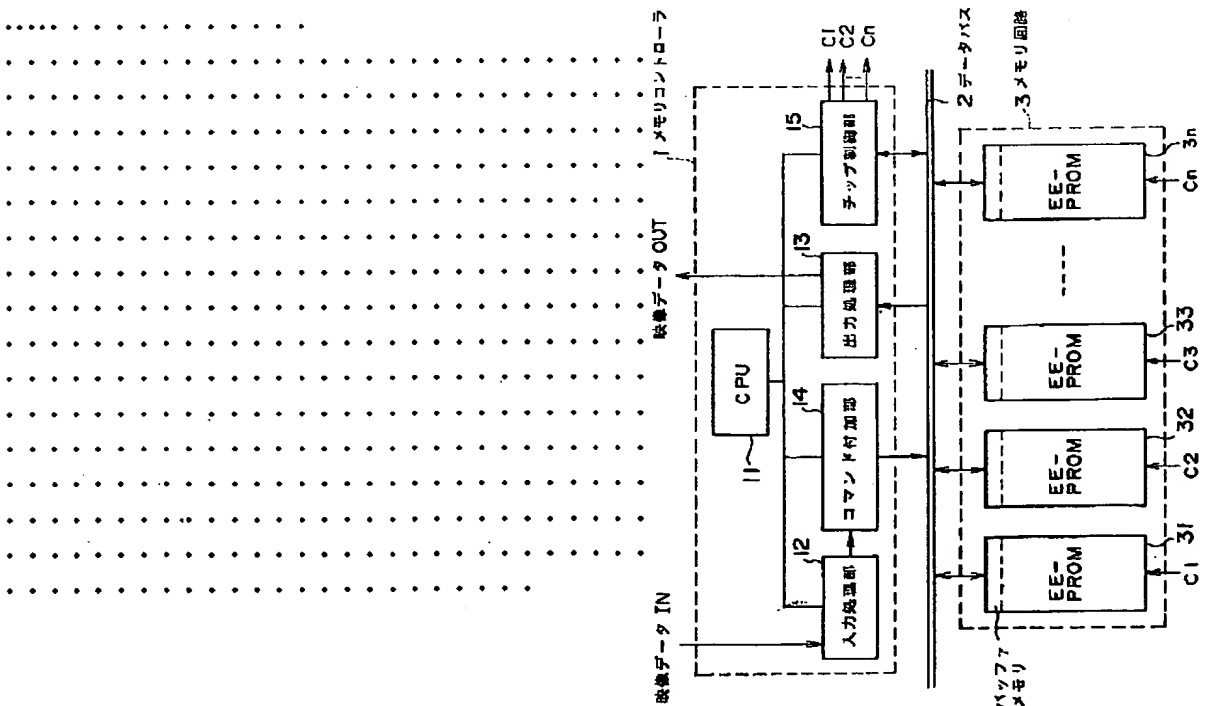 映像データ IN
映像データ OUT
1 メモリコントローラ
CPU
11
12
14
13
15
入力処理部
コマンド付加部
出力処理部
チップ制御部
C1
C2
Cn
2 データバス
3 メモリ回路
バッファ
メモリ
EE-
PROM
EE-
PROM
EE-
PROM
EE-
PROM
31
32
33
3n
C1
C2
C3
Cn